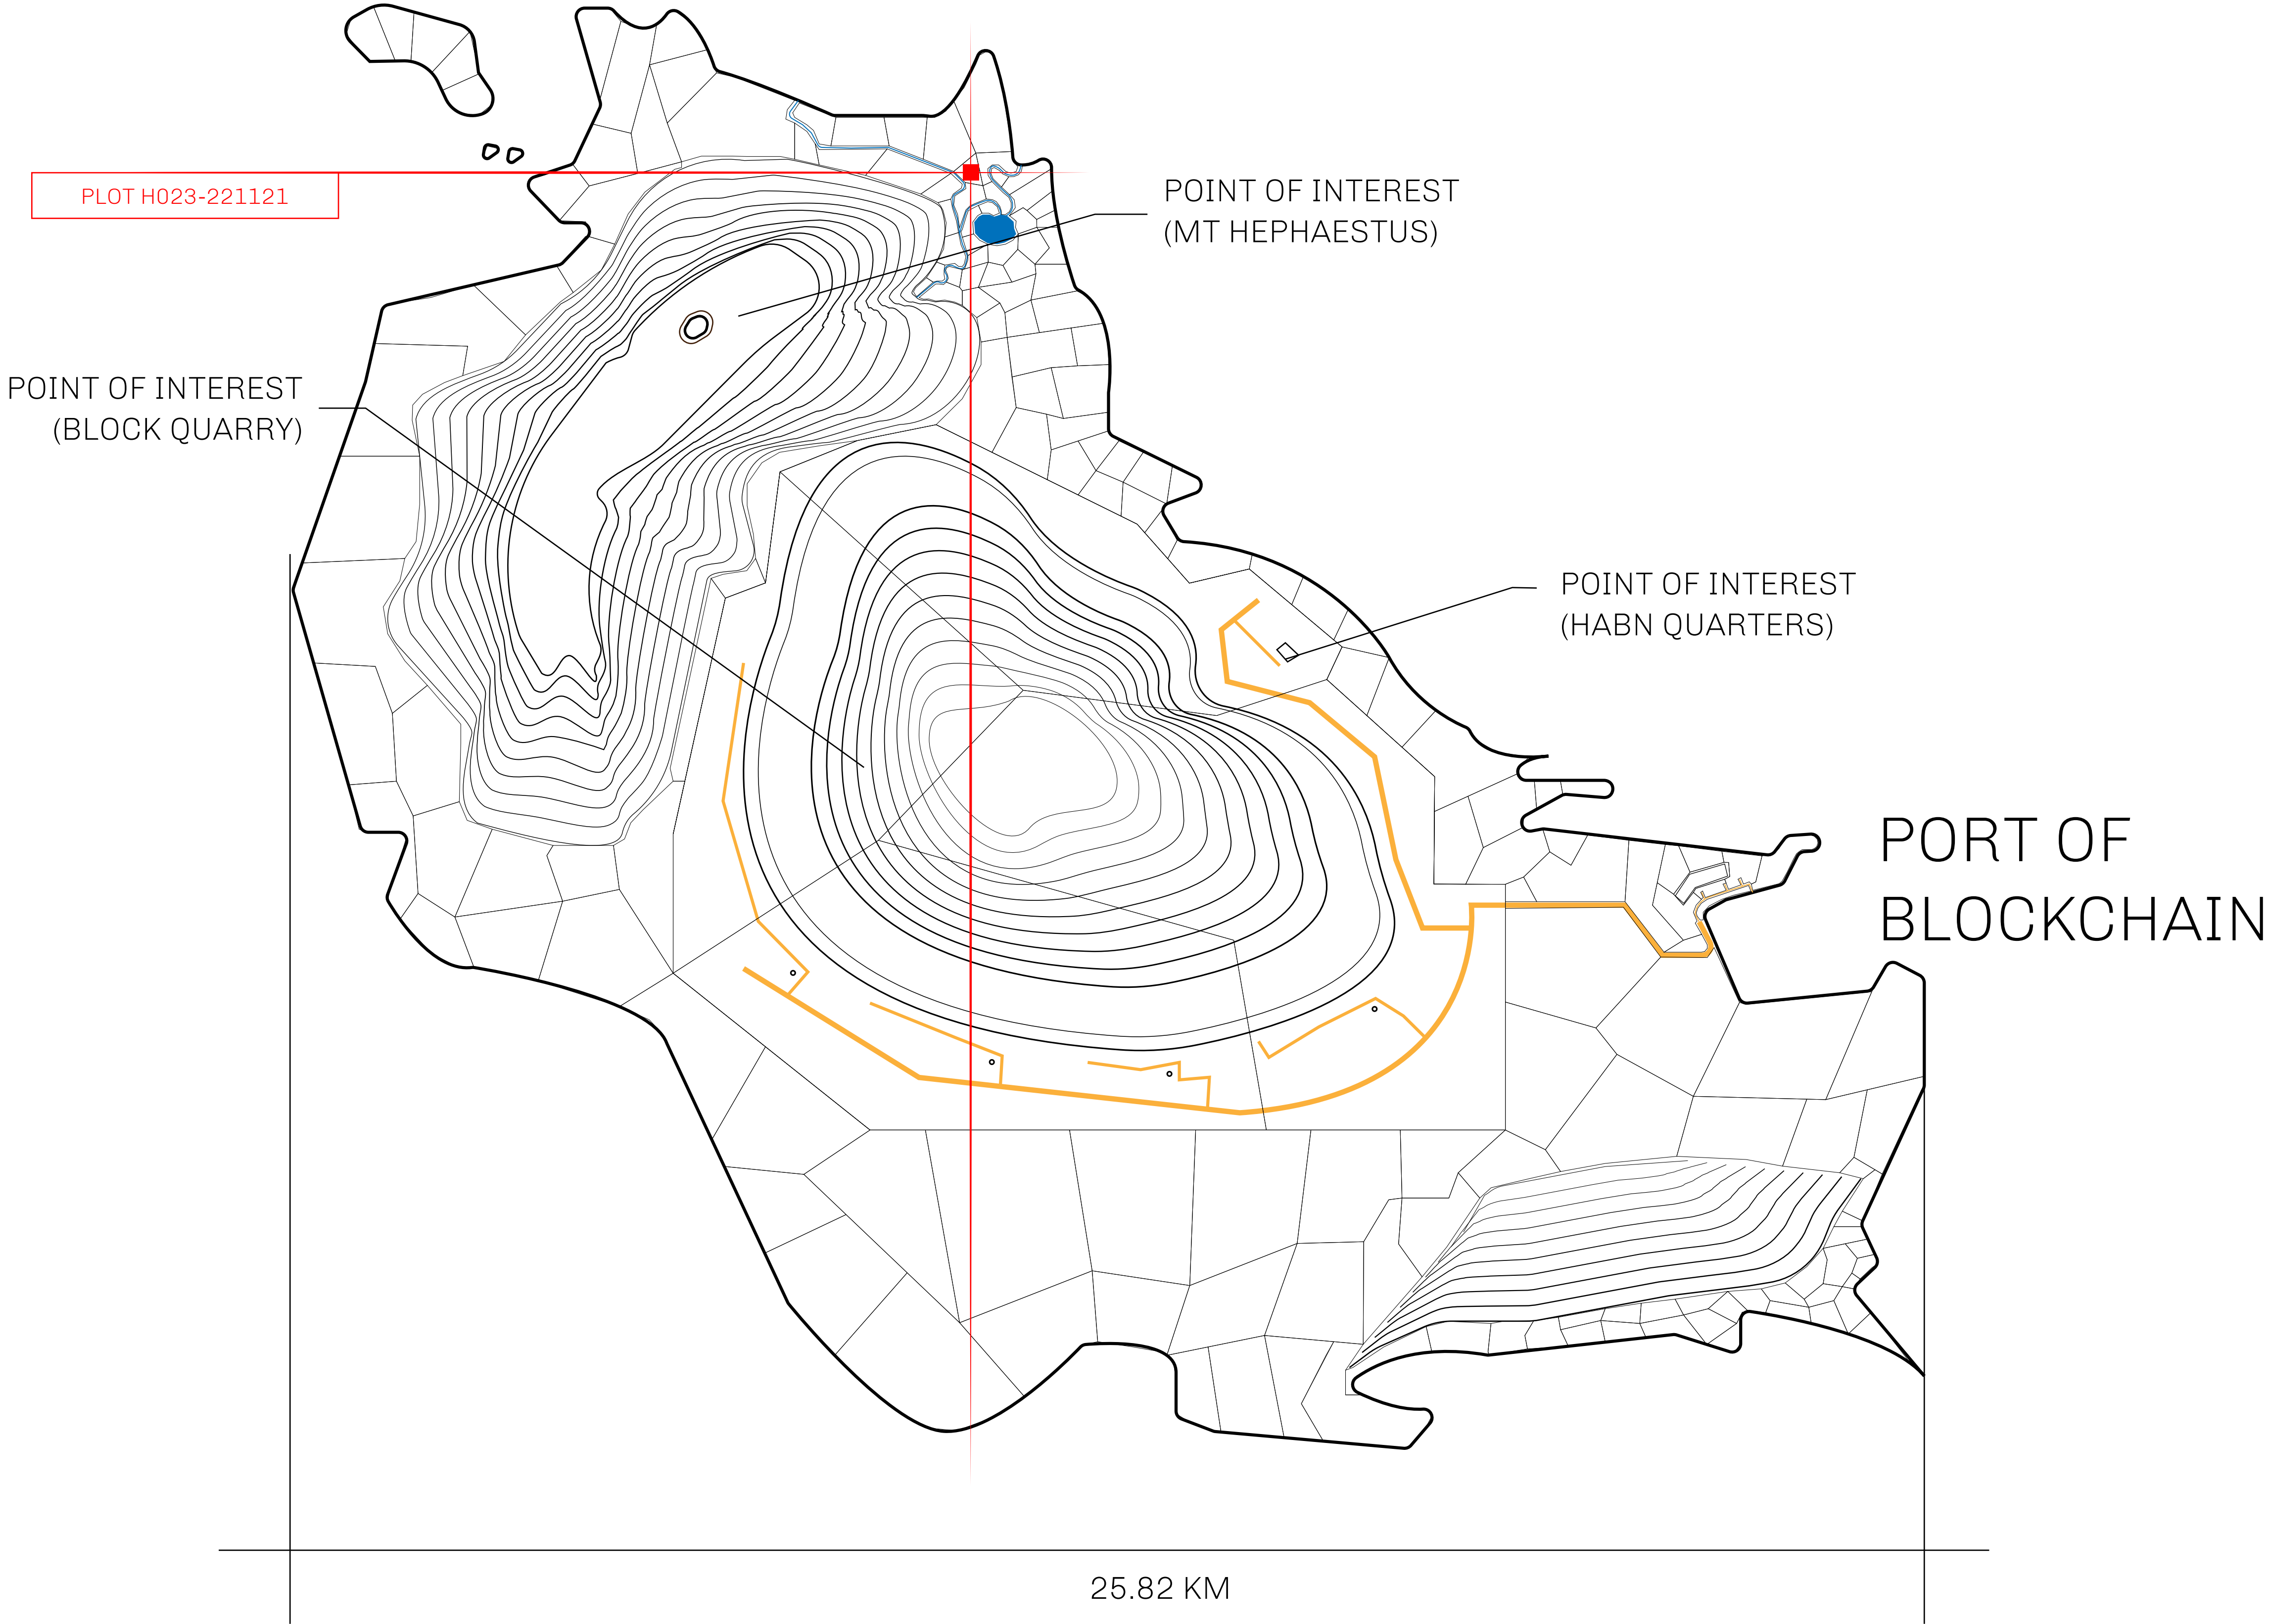 PLOT H023-221121
POINT OF INTEREST
(MT HEPHAESTUS)
POINT OF INTEREST
(BLOCK QUARRY)
POINT OF INTEREST
(HABN QUARTERS)
PORT OF
BLOCKCHAIN
25.82 KM